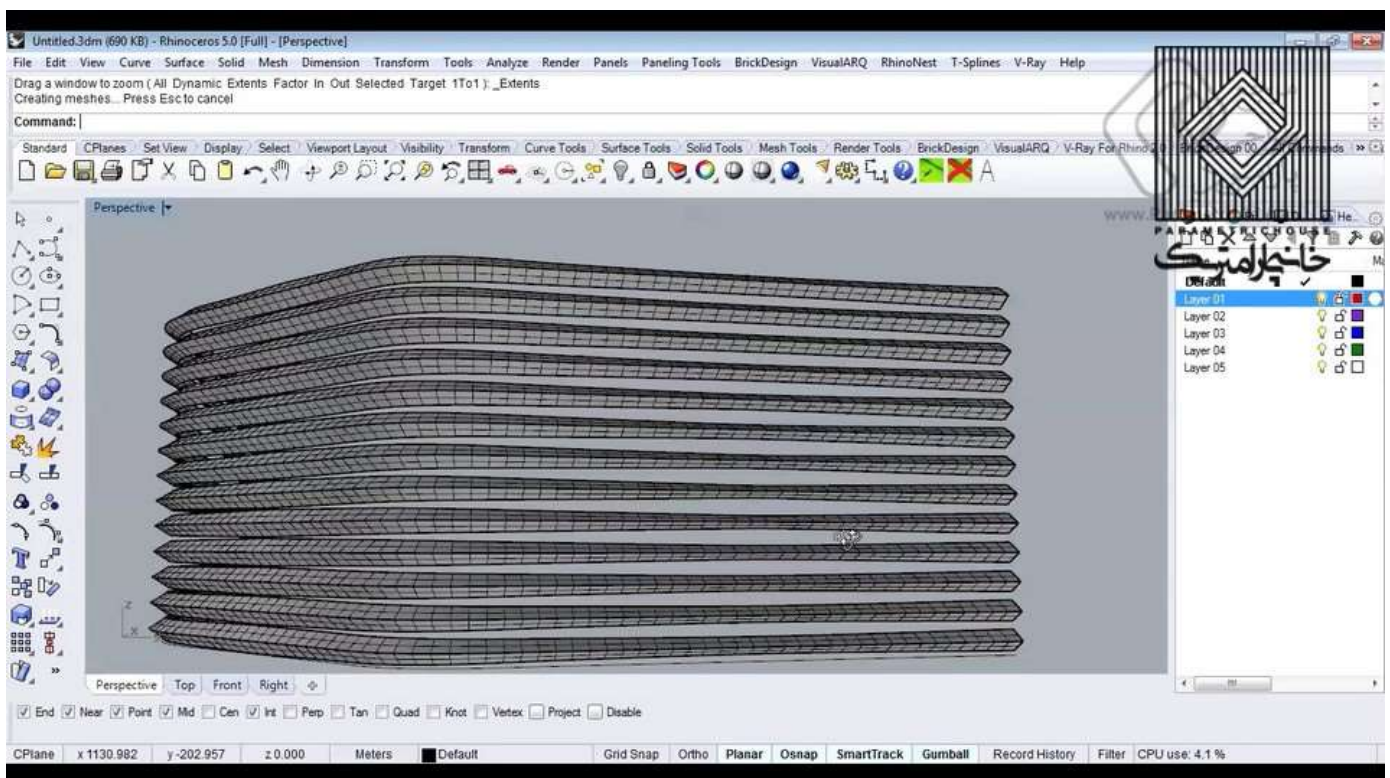 Untitled.3dm (690 KB) - Rhinoceros 5.0 [Full] - [Perspective]
File Edit View Curve Surface Solid Mesh Dimension Transform Tools Analyze Render Panels Paneling Tools BrickDesign VisualARQ RhinoNest T-Splines V-Ray Help
Drag a window to zoom ( All Dynamic Extents Factor In Out Selected Target 1To1 ): _Extents
Creating meshes... Press Esc to cancel
Command:
Standard CPlanes Set View Display Select Viewport Layout Visibility Transform Curve Tools Surface Tools Solid Tools Mesh Tools Render Tools BrickDesign VisualARQ V-Ray For Rhino
Perspective
www.
He...
PARAMETRICHOUSE
خانه پارامتریک
Default
Layer 01
Layer 02
Layer 03
Layer 04
Layer 05
z
x
Perspective Top Front Right
End Near Point Mid Cen Int Perp Tan Quad Knot Vertex Project Disable
CPlane x 1130.982 y -202.957 z 0.000 Meters Default Grid Snap Ortho Planar Osnap SmartTrack Gumball Record History Filter CPU use: 4.1 %